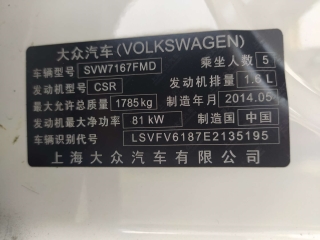 大众汽车(VOLKSWAGEN)
车辆型号 SVW7167FMD 乘坐人数 5
发动机型号 CSR 发动机排量 1.6 L
最大允许总质量 1785 kg 制造年月 2014.05
发动机最大净功率 81 kW 制造国 中国
车辆识别代号 LSVFV6187E2135195
上海大众汽车有限公司